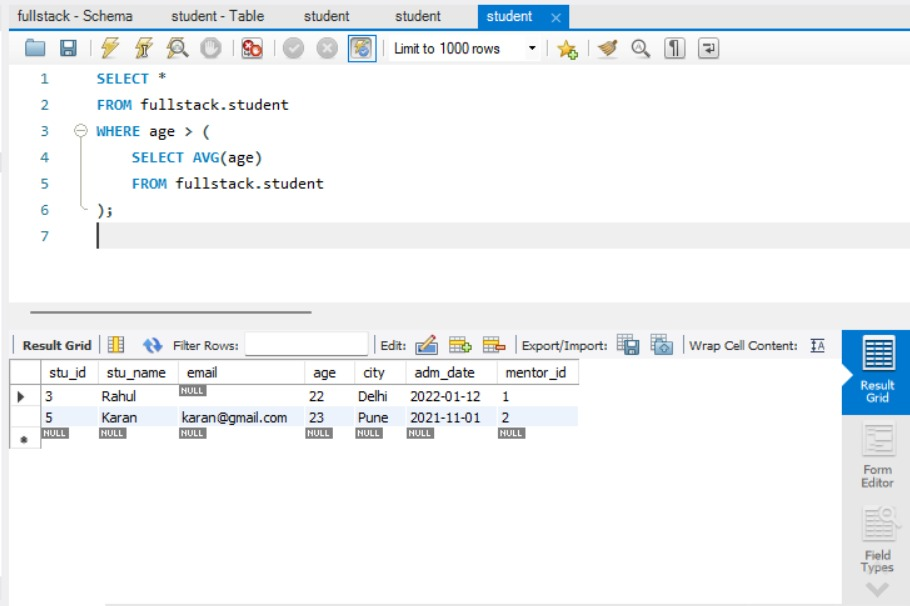 fullstack - Schema student - Table student student student
Limit to 1000 rows
1 SELECT *
2 FROM fullstack.student
3 WHERE age > (
4 SELECT AVG(age)
5 FROM fullstack.student
6 );
7
Result Grid Filter Rows: Edit: Export/Import: Wrap Cell Content:
stu_id stu_name email age city adm_date mentor_id
3 Rahul NULL 22 Delhi 2022-01-12 1
5 Karan karan@gmail.com 23 Pune 2021-11-01 2
NULL NULL NULL NULL NULL NULL NULL
Result
Grid
Form
Editor
Field
Types